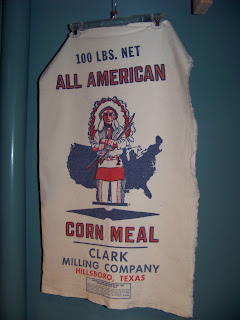 100 LBS. NET
ALL AMERICAN
CORN MEAL
CLARK
MILLING COMPANY
HILLSBORO, TEXAS